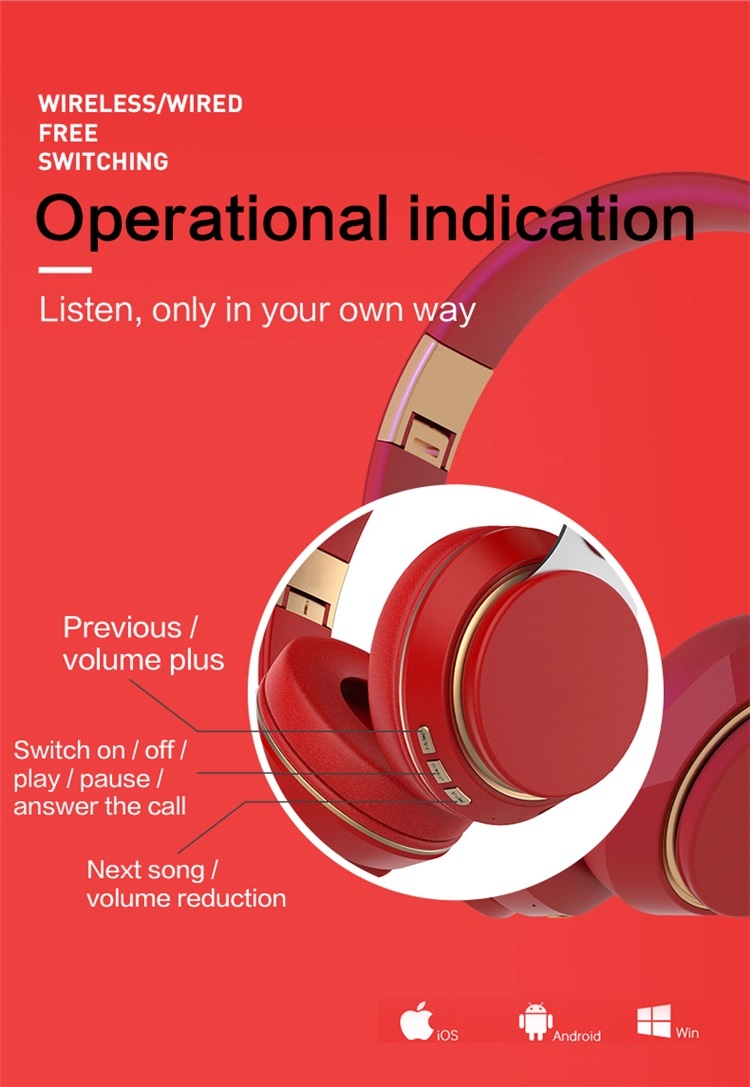 WIRELESS/WIRED
FREE
SWITCHING
Operational indication
Listen, only in your own way
Previous /
volume plus
Switch on / off /
play / pause /
answer the call
Next song /
volume reduction
iOS
Android
Win